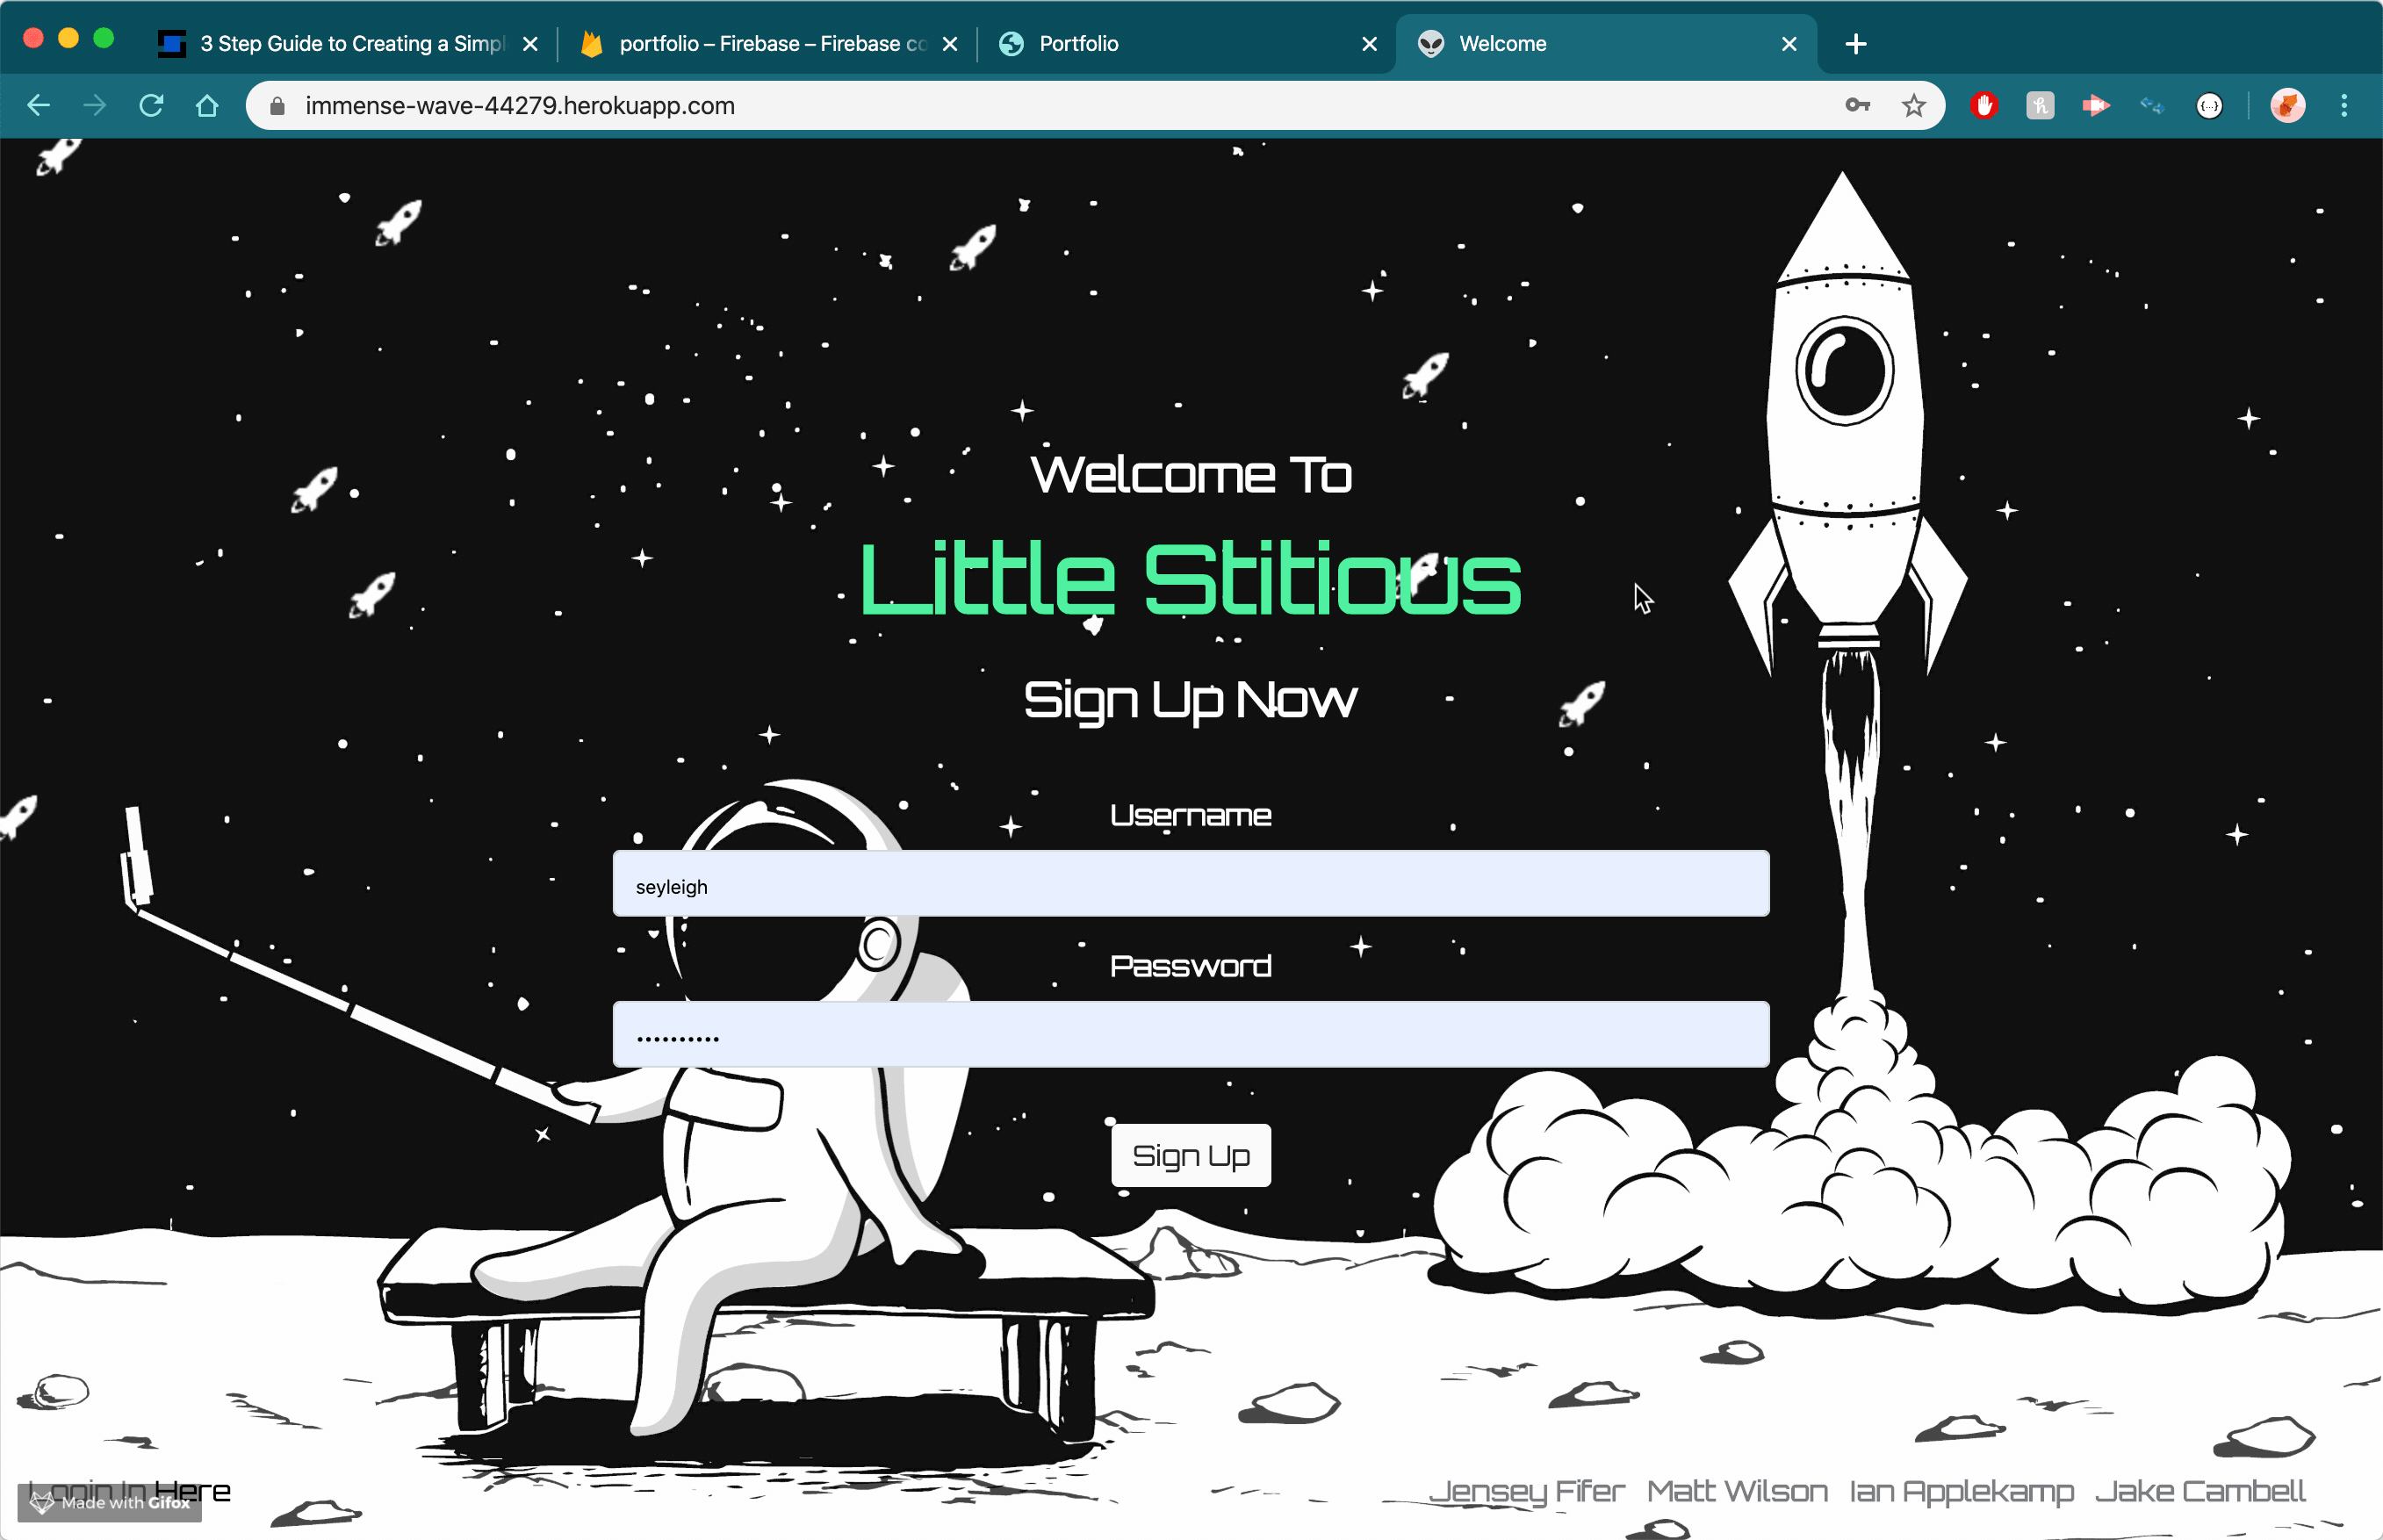 3 Step Guide to Creating a Simpl
portfolio – Firebase – Firebase co
Portfolio
Welcome
immense-wave-44279.herokuapp.com
Welcome To
Little Stitious
Sign Up Now
Username
seyleigh
Password
••••••••••
Sign Up
Login In Here
Made with Gifox
Jensey Fifer Matt Wilson Ian Applekamp Jake Cambell